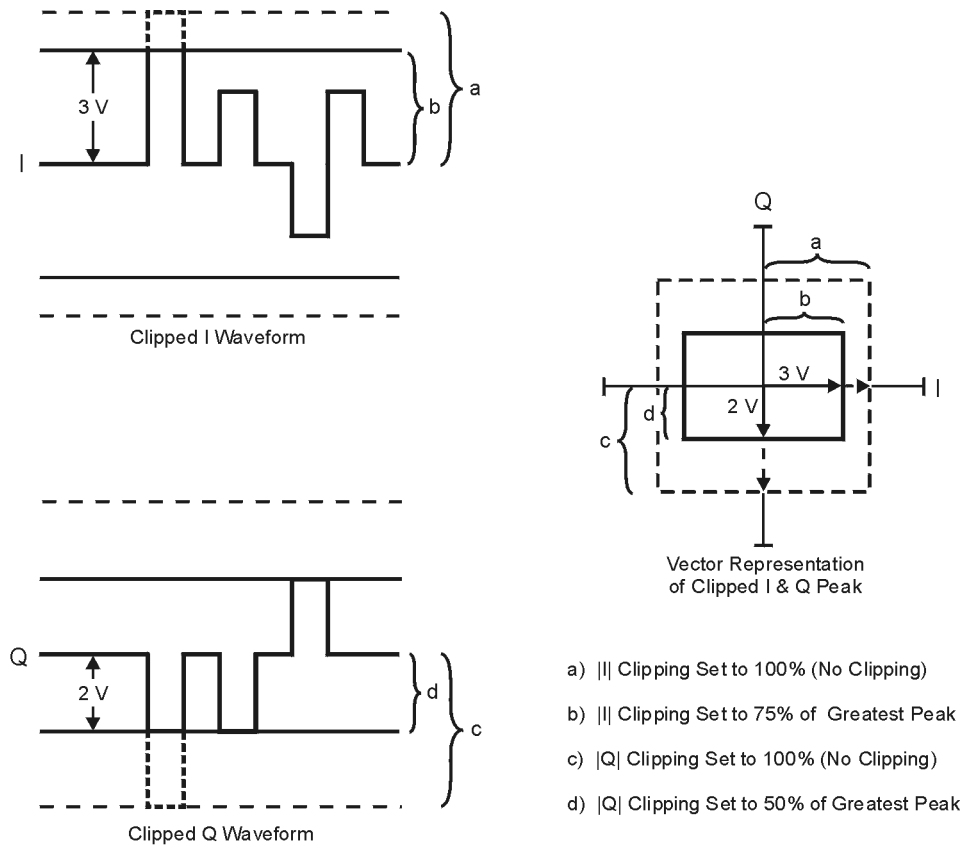 3 V
b
a
I
Clipped I Waveform
Q
a
b
3 V
I
2 V
d
c
Vector Representation
of Clipped I & Q Peak
Q
2 V
d
c
Clipped Q Waveform
a) |I| Clipping Set to 100% (No Clipping)
b) |I| Clipping Set to 75% of Greatest Peak
c) |Q| Clipping Set to 100% (No Clipping)
d) |Q| Clipping Set to 50% of Greatest Peak